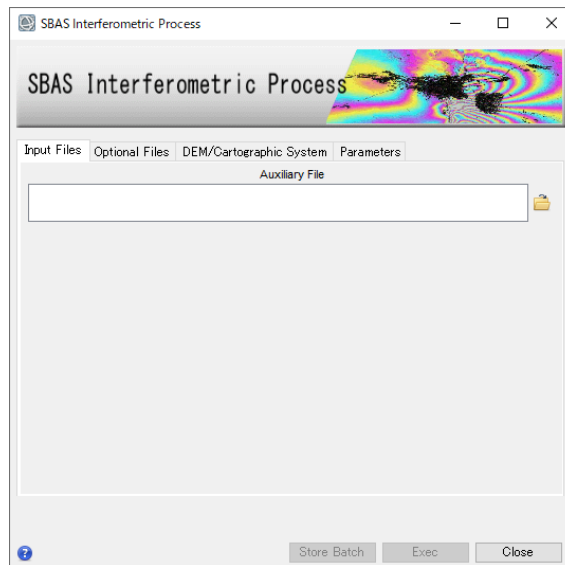 SBAS Interferometric Process
SBAS Interferometric Process
Input Files Optional Files DEM/Cartographic System Parameters
Auxiliary File
?
Store Batch Exec Close